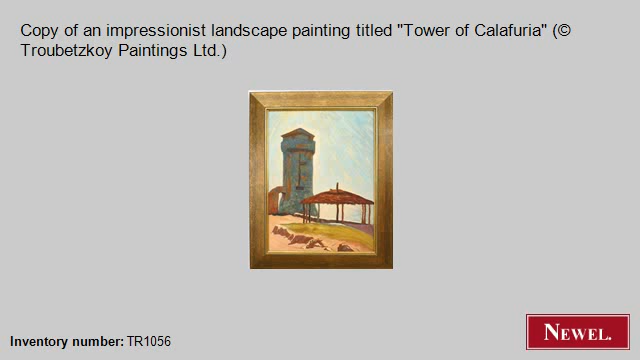 Copy of an impressionist landscape painting titled "Tower of Calafuria" (©
Troubetzkoy Paintings Ltd.)
Inventory number: TR1056
NEWEL.